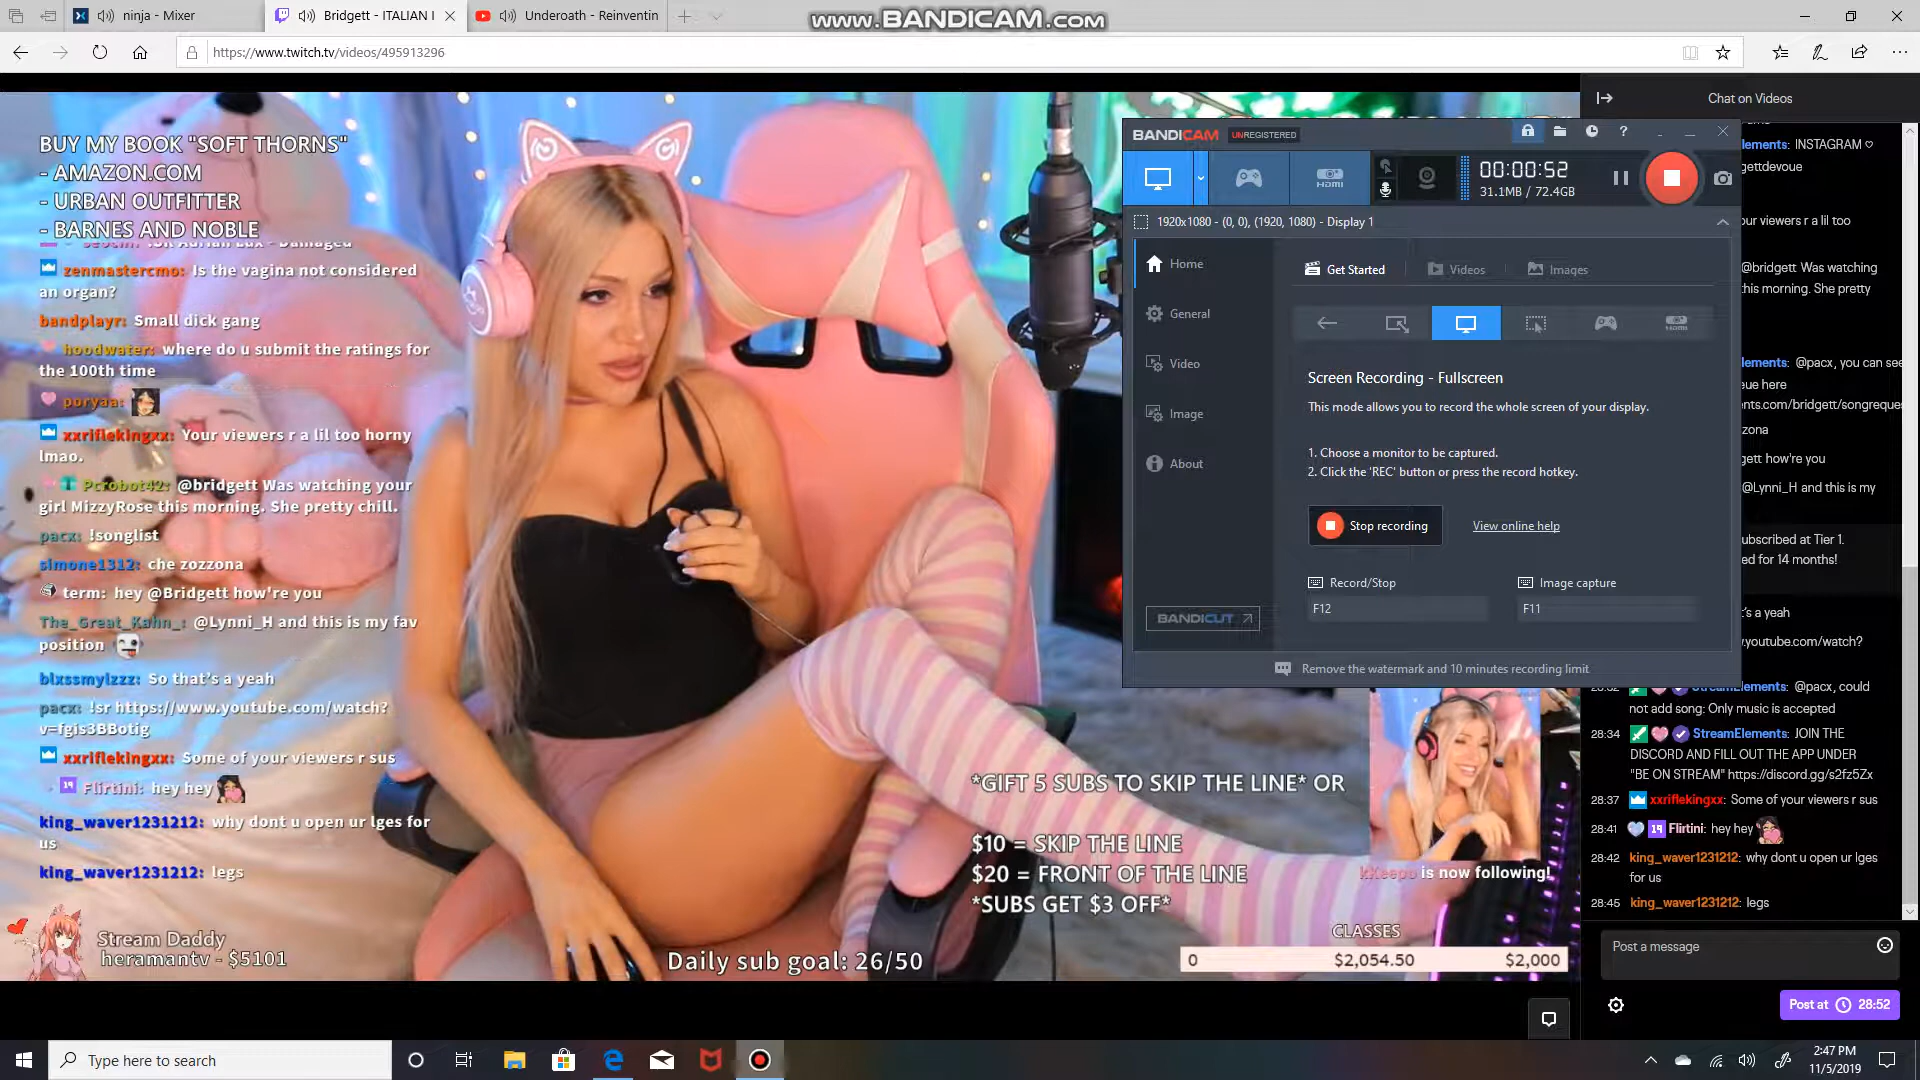 ninja - Mixer
Bridgett - ITALIAN I
Underoath - Reinventin
www.BANDICAM.com
https://www.twitch.tv/videos/495913296
BUY MY BOOK "SOFT THORNS"
- AMAZON.COM
- URBAN OUTFITTER
- BARNES AND NOBLE
zenmastercmo: Is the vagina not considered
an organ?
bandplayr: Small dick gang
hoodwater: where do u submit the ratings for
the 100th time
poryaa:
xxriflekingxx: Your viewers r a lil too horny
lmao.
Pcrobot42: @bridgett Was watching your
girl MizzyRose this morning. She pretty chill.
pacx: !songlist
simone1312: che zozzona
term: hey @Bridgett how're you
The_Great_Kahn_: @Lynni_H and this is my fav
position
blxssmylzzz: So that's a yeah
pacx: !sr https://www.youtube.com/watch?
v=fgis3BBotig
xxriflekingxx: Some of your viewers r sus
Flirtini: hey hey
king_waver1231212: why dont u open ur lges for
us
king_waver1231212: legs
Stream Daddy
heramantv - $5101
Daily sub goal: 26/50
*GIFT 5 SUBS TO SKIP THE LINE* OR
$10 = SKIP THE LINE
$20 = FRONT OF THE LINE
*SUBS GET $3 OFF*
kKeepo is now following!
CLASSES
0 $2,054.50 $2,000
BANDICAM UNREGISTERED
HDMI
00:00:52
31.1MB / 72.4GB
1920x1080 - (0, 0), (1920, 1080) - Display 1
Home
General
Video
Image
About
BANDICUT
Get Started
Videos
Images
HDMI
Screen Recording - Fullscreen
This mode allows you to record the whole screen of your display.
1. Choose a monitor to be captured.
2. Click the 'REC' button or press the record hotkey.
Stop recording
View online help
Record/Stop
Image capture
F12
F11
Remove the watermark and 10 minutes recording limit
Chat on Videos
lements: INSTAGRAM
gettdevoue
our viewers r a lil too
@bridgett Was watching
this morning. She pretty
lements: @pacx, you can see
eue here
ents.com/bridgett/songreques
zona
gett how're you
@Lynni_H and this is my
ubscribed at Tier 1.
ed for 14 months!
t's a yeah
v.youtube.com/watch?
28:32 StreamElements: @pacx, could
not add song: Only music is accepted
28:34 StreamElements: JOIN THE
DISCORD AND FILL OUT THE APP UNDER
"BE ON STREAM" https://discord.gg/s2fz5Zx
28:37 xxriflekingxx: Some of your viewers r sus
28:41 Flirtini: hey hey
28:42 king_waver1231212: why dont u open ur lges
for us
28:45 king_waver1231212: legs
Post a message
Post at 28:52
Type here to search
2:47 PM
11/5/2019